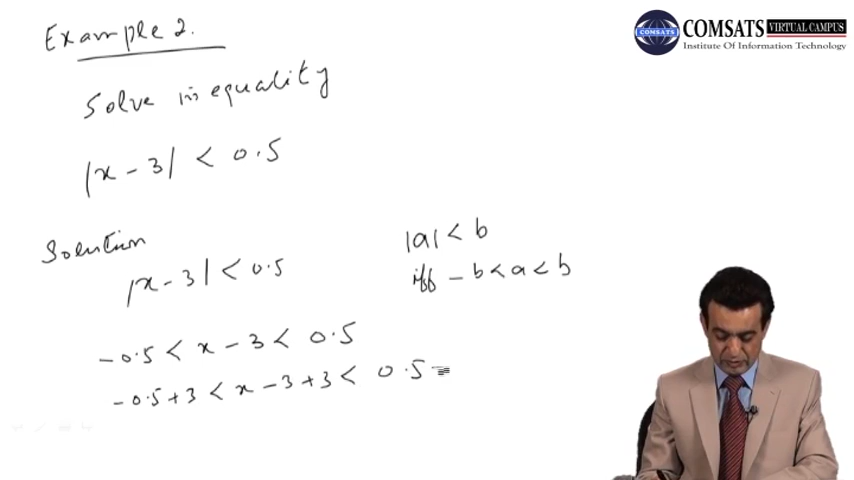 COMSATS
COMSATS VIRTUAL CAMPUS
Institute Of Information Technology
Example 2.
Solve inequality
|x - 3| < 0.5
Solution
|x - 3| < 0.5
|a| < b
iff - b < a < b
-0.5 < x - 3 < 0.5
-0.5 + 3 < x - 3 + 3 < 0.5